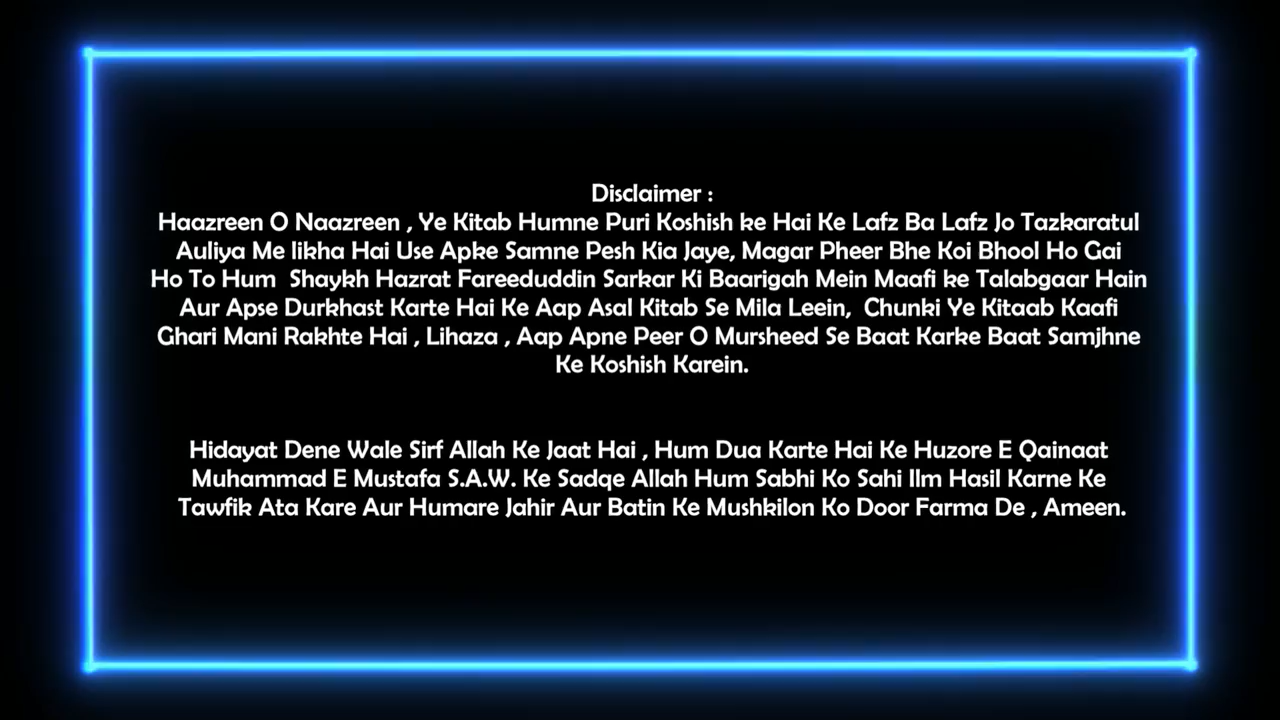 Disclaimer :
Haazreen O Naazreen , Ye Kitab Humne Puri Koshish ke Hai Ke Lafz Ba Lafz Jo Tazkaratul
Auliya Me likha Hai Use Apke Samne Pesh Kia Jaye, Magar Pheer Bhe Koi Bhool Ho Gai
Ho To Hum Shaykh Hazrat Fareeduddin Sarkar Ki Baarigah Mein Maafi ke Talabgaar Hain
Aur Apse Durkhast Karte Hai Ke Aap Asal Kitab Se Mila Leein, Chunki Ye Kitaab Kaafi
Ghari Mani Rakhte Hai , Lihaza , Aap Apne Peer O Mursheed Se Baat Karke Baat Samjhne
Ke Koshish Karein.
Hidayat Dene Wale Sirf Allah Ke Jaat Hai , Hum Dua Karte Hai Ke Huzore E Qainaat
Muhammad E Mustafa S.A.W. Ke Sadqe Allah Hum Sabhi Ko Sahi Ilm Hasil Karne Ke
Tawfik Ata Kare Aur Humare Jahir Aur Batin Ke Mushkilon Ko Door Farma De , Ameen.